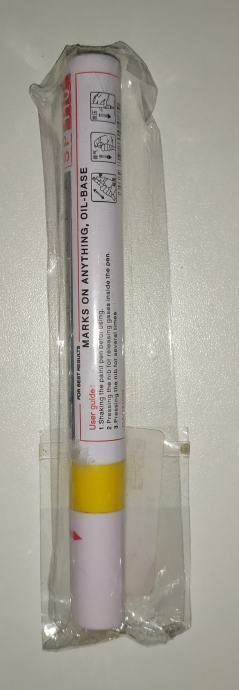 FOR BEST RESULTS
MARKS ON ANYTHING, OIL-BASE
User guide:
1.Shaking the paint pen before using.
2.Pressing the nib for releasing gases inside the pen
3.Pressing the nib for several times